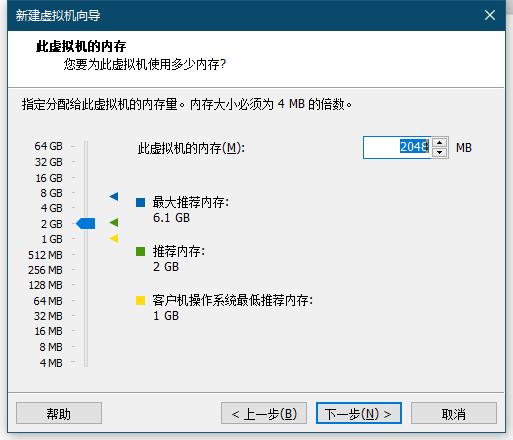 新建虚拟机向导
此虚拟机的内存
您要为此虚拟机使用多少内存?
指定分配给此虚拟机的内存量。内存大小必须为 4 MB 的倍数。
此虚拟机的内存(M): 2048 MB
64 GB
32 GB
16 GB
8 GB
4 GB
2 GB
1 GB
512 MB
256 MB
128 MB
64 MB
32 MB
16 MB
8 MB
4 MB
最大推荐内存:
6.1 GB
推荐内存:
2 GB
客户机操作系统最低推荐内存:
1 GB
帮助 < 上一步(B) 下一步(N) > 取消